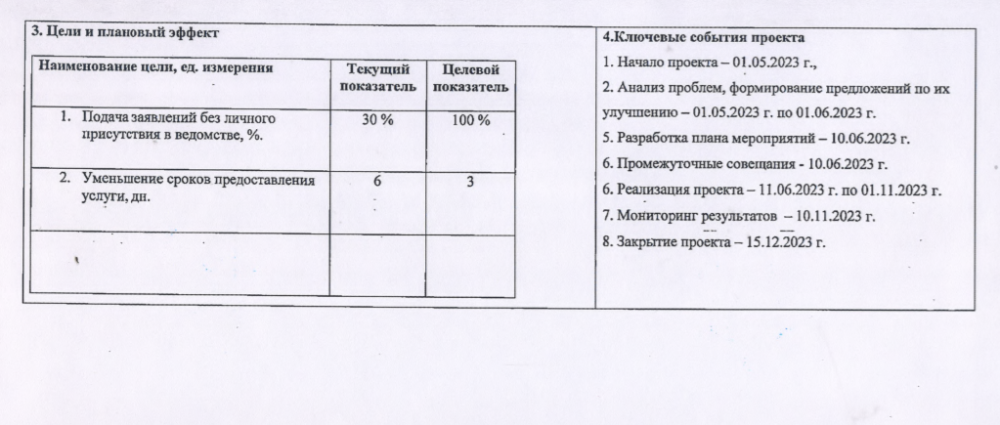 3. Цели и плановый эффект
Наименование цели, ед. измерения
Текущий показатель
Целевой показатель
1. Подача заявлений без личного
присутствия в ведомстве, %.
30 %
100 %
2. Уменьшение сроков предоставления
услуги, дн.
6
3
4.Ключевые события проекта
1. Начало проекта – 01.05.2023 г.,
2. Анализ проблем, формирование предложений по их
улучшению – 01.05.2023 г. по 01.06.2023 г.
5. Разработка плана мероприятий – 10.06.2023 г.
6. Промежуточные совещания - 10.06.2023 г.
6. Реализация проекта – 11.06.2023 г. по 01.11.2023 г.
7. Мониторинг результатов – 10.11.2023 г.
8. Закрытие проекта – 15.12.2023 г.